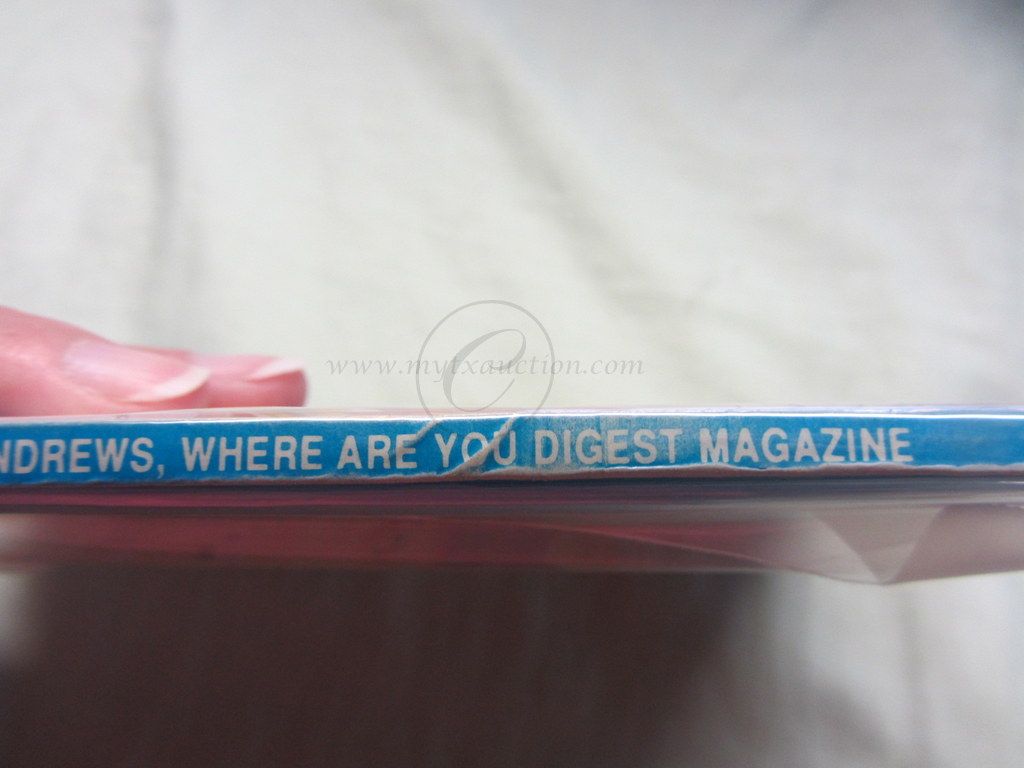 www.mytxauction.com
NDREWS, WHERE ARE YOU DIGEST MAGAZINE